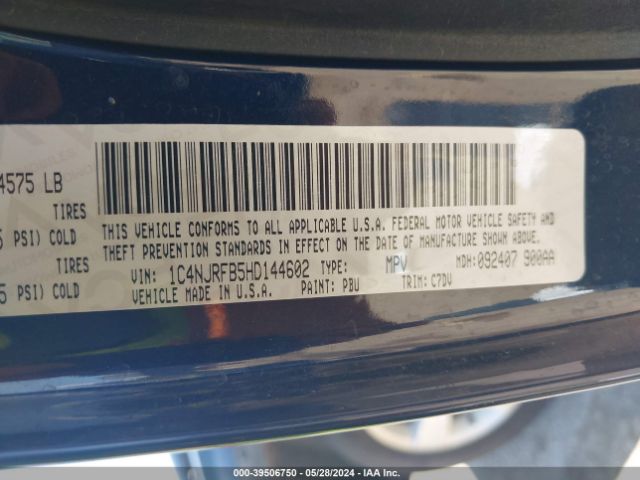 4575 LB
TIRES
THIS VEHICLE CONFORMS TO ALL APPLICABLE U.S.A. FEDERAL MOTOR VEHICLE SAFETY AND
5 PSI) COLD
THEFT PREVENTION STANDARDS IN EFFECT ON THE DATE OF MANUFACTURE SHOWN ABOVE.
TIRES
VIN: 1C4NJRFB5HD144602 TYPE: MPV MDH:092407 900AA
5 PSI) COLD
VEHICLE MADE IN U.S.A. PAINT: PBU TRIM: C7DV
000-39506750 - 05/28/2024 - IAA Inc.